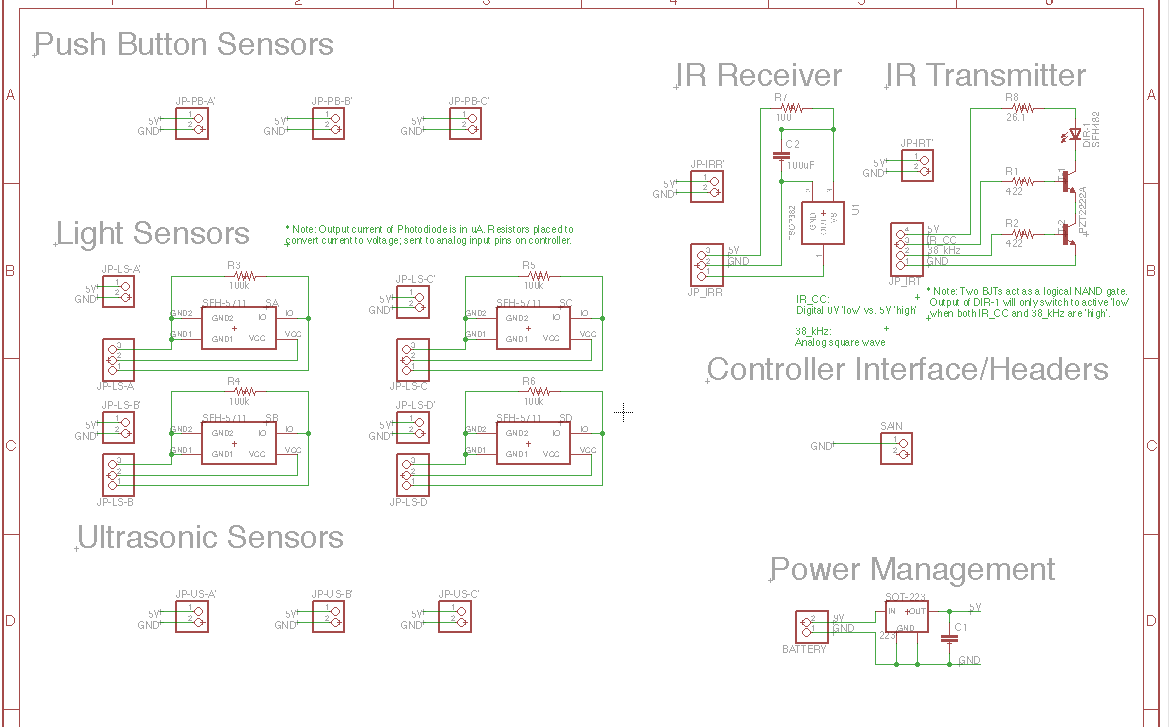 1 2 3 4 5 6
A
B
C
D
A
B
C
D
Push Button Sensors
JP-PB-A'
5V 1
GND 2
JP-PB-B'
5V 1
GND 2
JP-PB-C'
5V 1
GND 2
IR Receiver
R7
100
C2
100uF
JP-IRR'
5V 1
GND 2
U1
3 5V
2 GND
1
JP_IRR
IR Transmitter
R8
26.1
DIR-1
SFH482
JP-IRT'
5V 1
GND 2
R1
422
R2
422
PZT2222A
4 5V
3 IR_CC
2 38_kHz
1 GND
JP_IRT
IR_CC:
Digital 0V 'low' vs. 5V 'high'
38_kHz:
Analog square wave
* Note: Two BJTs act as a logical NAND gate.
Output of DIR-1 will only switch to active 'low'
when both IR_CC and 38_kHz are 'high'.
Light Sensors
* Note: Output current of Photodiode is in uA. Resistors placed to
convert current to voltage; sent to analog input pins on controller.
JP-LS-A'
5V 1
GND 2
R3
100k
SFH-5711 SA
GND2 GND2 IO IO
GND1 GND1 VCC VCC
3
2
1
JP-LS-A
JP-LS-C'
5V 1
GND 2
R5
100k
SFH-5711 SC
GND2 GND2 IO IO
GND1 GND1 VCC VCC
3
2
1
JP-LS-C
JP-LS-B'
5V 1
GND 2
R4
100k
SFH-5711 SB
GND2 GND2 IO IO
GND1 GND1 VCC VCC
3
2
1
JP-LS-B
JP-LS-D'
5V 1
GND 2
R6
100k
SFH-5711 SD
GND2 GND2 IO IO
GND1 GND1 VCC VCC
3
2
1
JP-LS-D
Controller Interface/Headers
SAIN
GND 1
2
Ultrasonic Sensors
JP-US-A'
5V 1
GND 2
JP-US-B'
5V 1
GND 2
JP-US-C'
5V 1
GND 2
Power Management
SOT-223
IN OUT
GND
223
5V
C1
GND
2 9V
1 GND
BATTERY